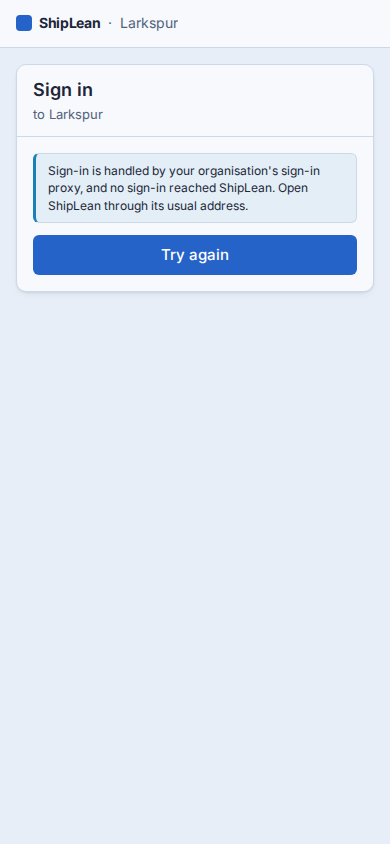 ShipLean · Larkspur
Sign in
to Larkspur
Sign-in is handled by your organisation's sign-in
proxy, and no sign-in reached ShipLean. Open
ShipLean through its usual address.
Try again